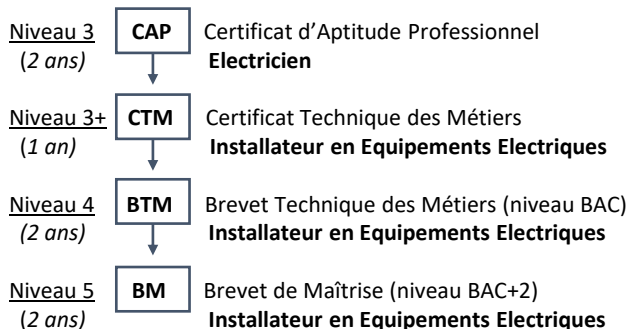 Niveau 3 CAP Certificat d’Aptitude Professionnel
(2 ans) Electricien
Niveau 3+ CTM Certificat Technique des Métiers
(1 an) Installateur en Equipements Electriques
Niveau 4 BTM Brevet Technique des Métiers (niveau BAC)
(2 ans) Installateur en Equipements Electriques
Niveau 5 BM Brevet de Maîtrise (niveau BAC+2)
(2 ans) Installateur en Equipements Electriques